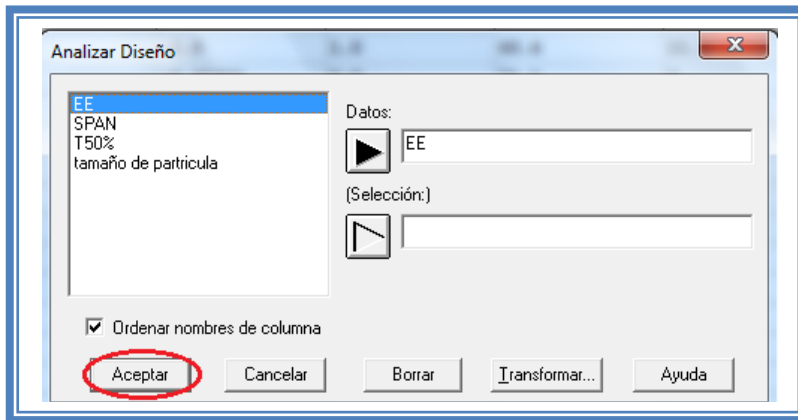 Analizar Diseño
EE
SPAN
T50%
tamaño de partricula
Datos:
EE
(Selección:)
Ordenar nombres de columna
Aceptar
Cancelar
Borrar
Transformar...
Ayuda